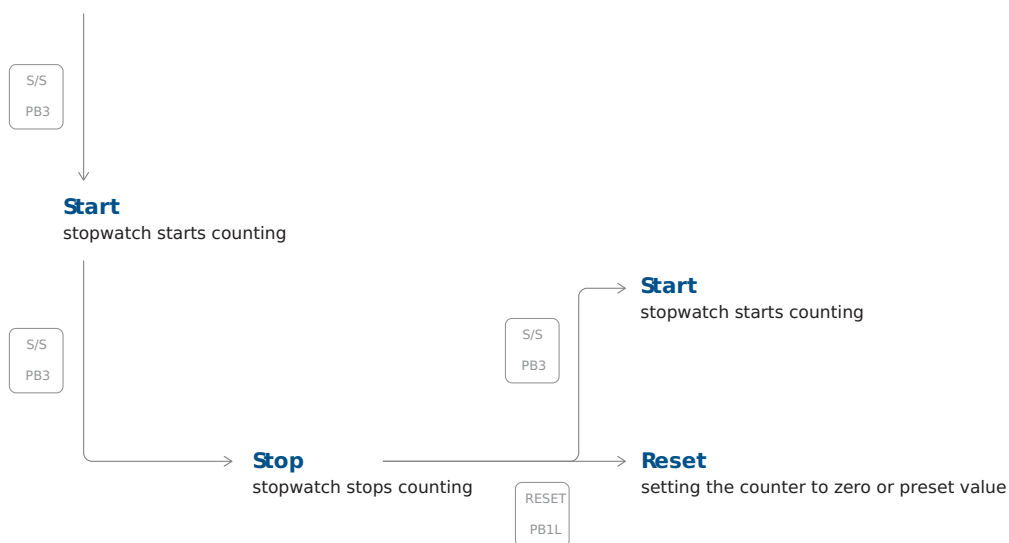 S/S
PB3
Start
stopwatch starts counting
S/S
PB3
Stop
stopwatch stops counting
S/S
PB3
Start
stopwatch starts counting
RESET
PB1L
Reset
setting the counter to zero or preset value